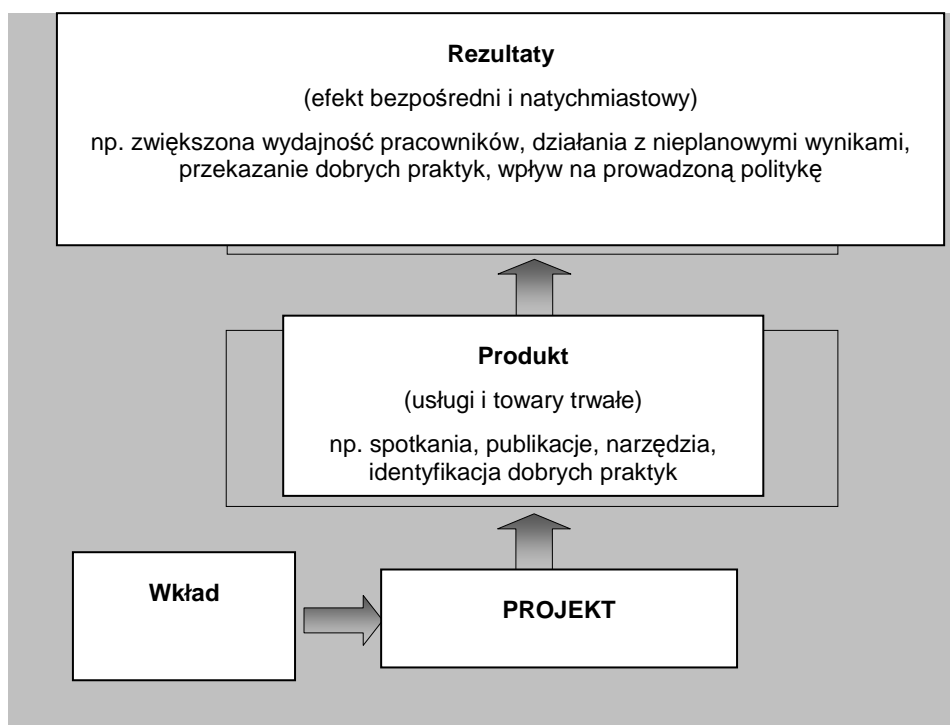 Rezultaty
(efekt bezpośredni i natychmiastowy)
np. zwiększona wydajność pracowników, działania z nieplanowymi wynikami,
przekazanie dobrych praktyk, wpływ na prowadzoną politykę
Produkt
(usługi i towary trwałe)
np. spotkania, publikacje, narzędzia,
identyfikacja dobrych praktyk
Wkład
PROJEKT